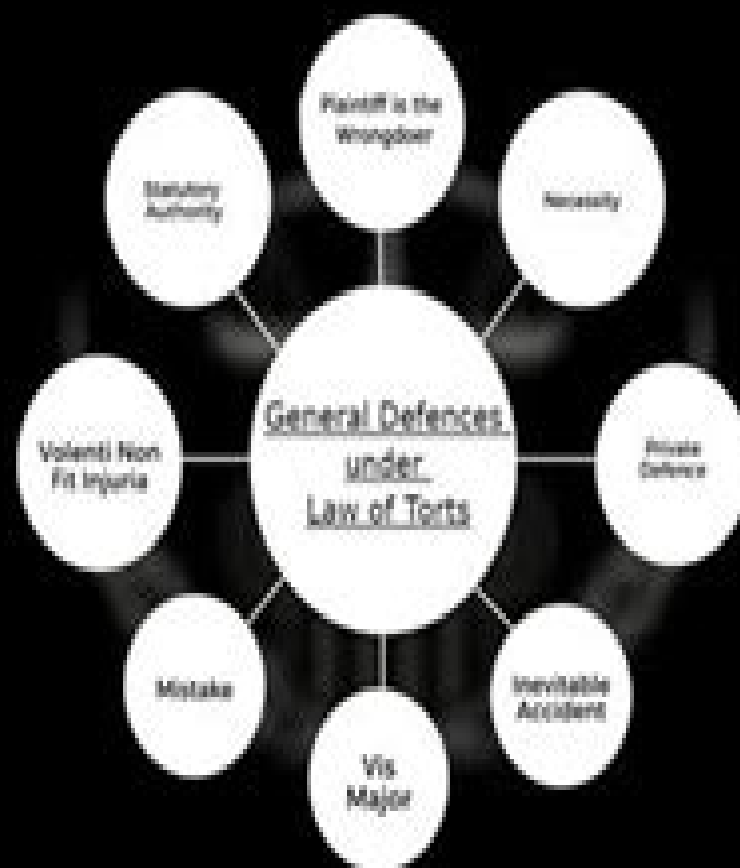 Plaintiff is the
Wrongdoer
Statutory
Authority
Necessity
General Defences
under
Law of Torts
Volenti Non
Fit Injuria
Private
Defence
Mistake
Inevitable
Accident
Vis
Major